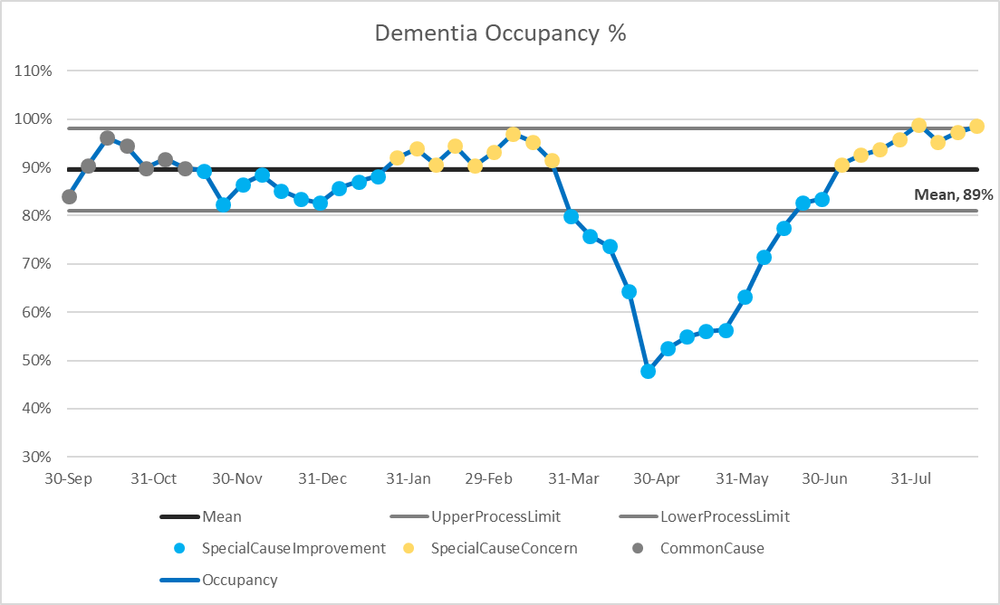 Dementia Occupancy %
110%
100%
90%
80%
70%
60%
50%
40%
30%
Mean, 89%
30-Sep 31-Oct 30-Nov 31-Dec 31-Jan 29-Feb 31-Mar 30-Apr 31-May 30-Jun 31-Jul
Mean UpperProcessLimit LowerProcessLimit
SpecialCauseImprovement SpecialCauseConcern CommonCause
Occupancy